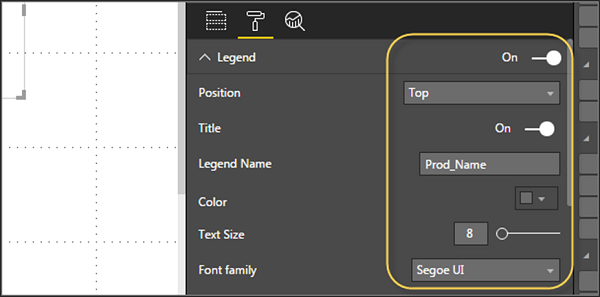 Legend On
Position Top
Title On
Legend Name Prod_Name
Color
Text Size 8
Font family Segoe UI